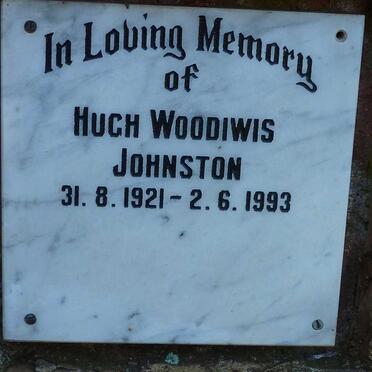 In Loving Memory
of
HUGH WOODIWIS
JOHNSTON
31. 8. 1921 - 2. 6. 1993